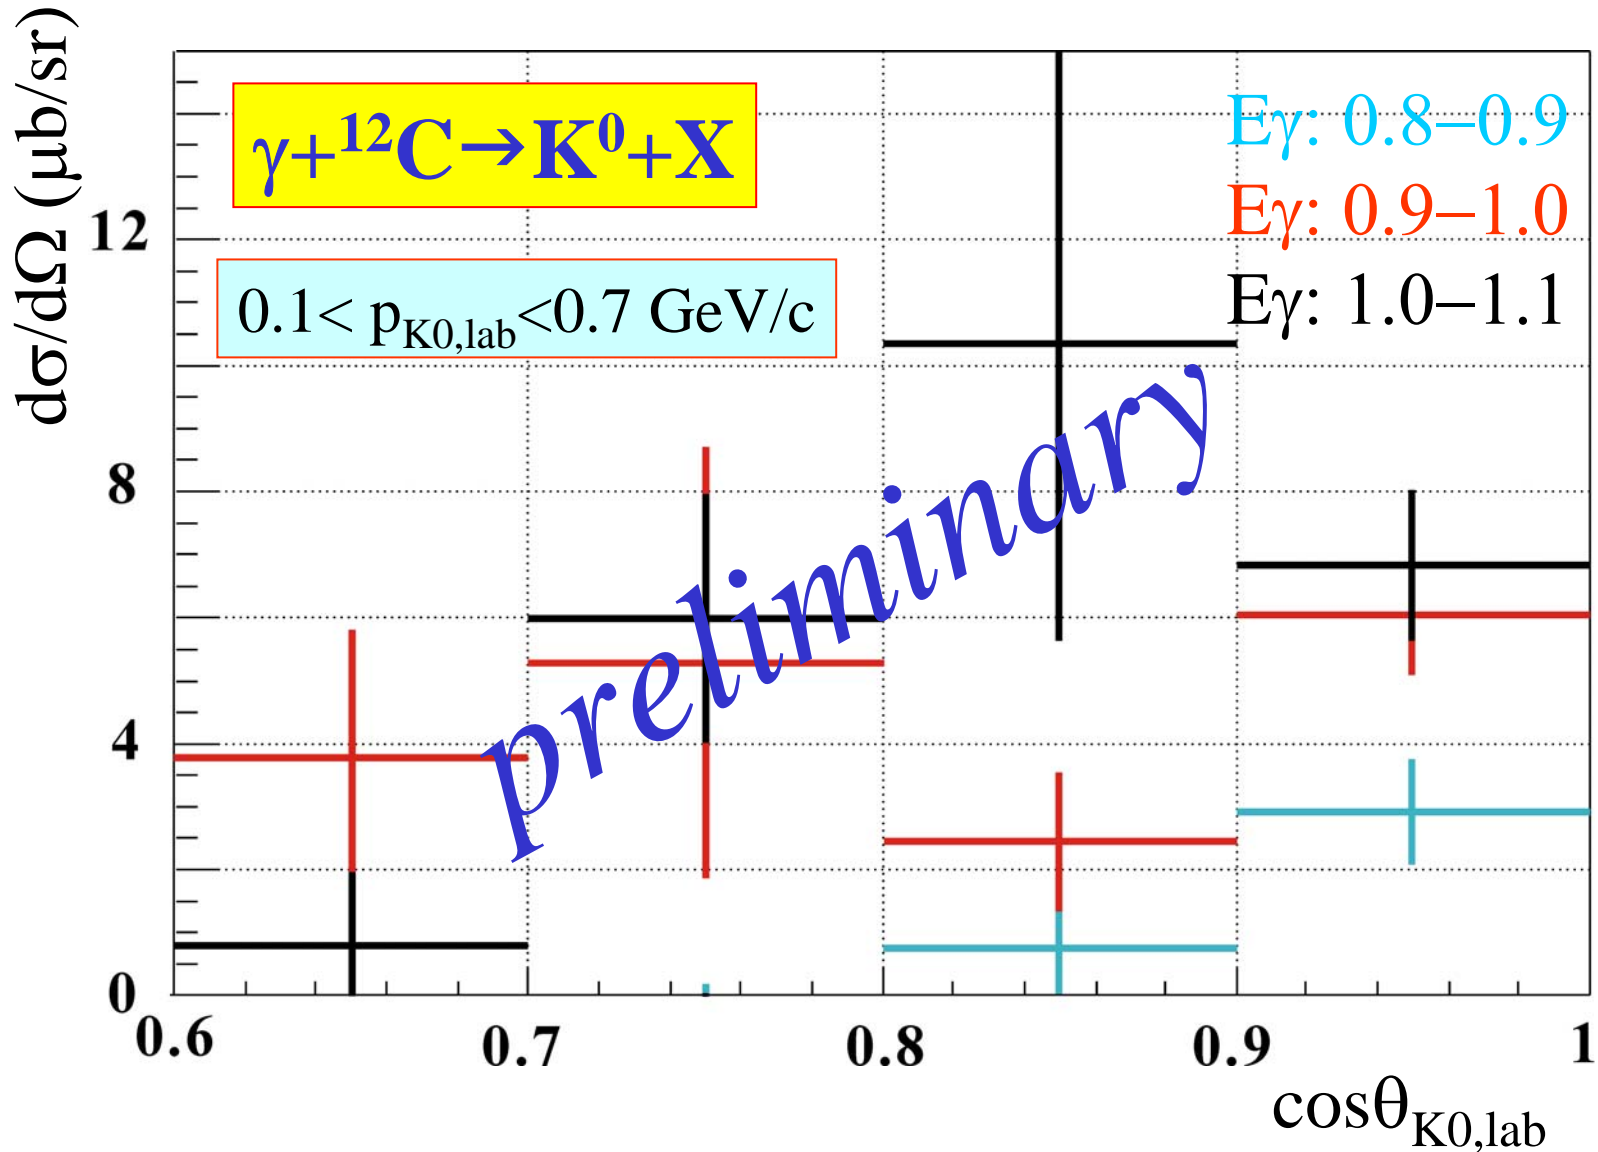 dσ/dΩ (μb/sr)
γ+¹²C→K⁰+X
0.1< p_K0,lab<0.7 GeV/c
Eγ: 0.8–0.9
Eγ: 0.9–1.0
Eγ: 1.0–1.1
preliminary
12
8
4
0
0.6 0.7 0.8 0.9 1
cosθ_K0,lab